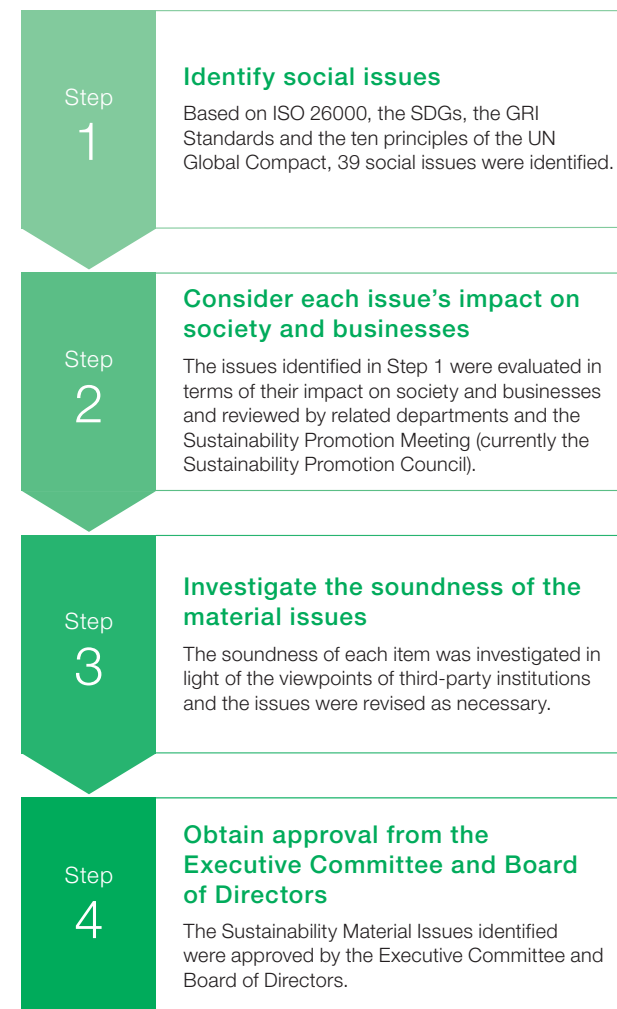 Step
1
Identify social issues
Based on ISO 26000, the SDGs, the GRI
Standards and the ten principles of the UN
Global Compact, 39 social issues were identified.
Step
2
Consider each issue’s impact on
society and businesses
The issues identified in Step 1 were evaluated in
terms of their impact on society and businesses
and reviewed by related departments and the
Sustainability Promotion Meeting (currently the
Sustainability Promotion Council).
Step
3
Investigate the soundness of the
material issues
The soundness of each item was investigated in
light of the viewpoints of third-party institutions
and the issues were revised as necessary.
Step
4
Obtain approval from the
Executive Committee and Board
of Directors
The Sustainability Material Issues identified
were approved by the Executive Committee and
Board of Directors.